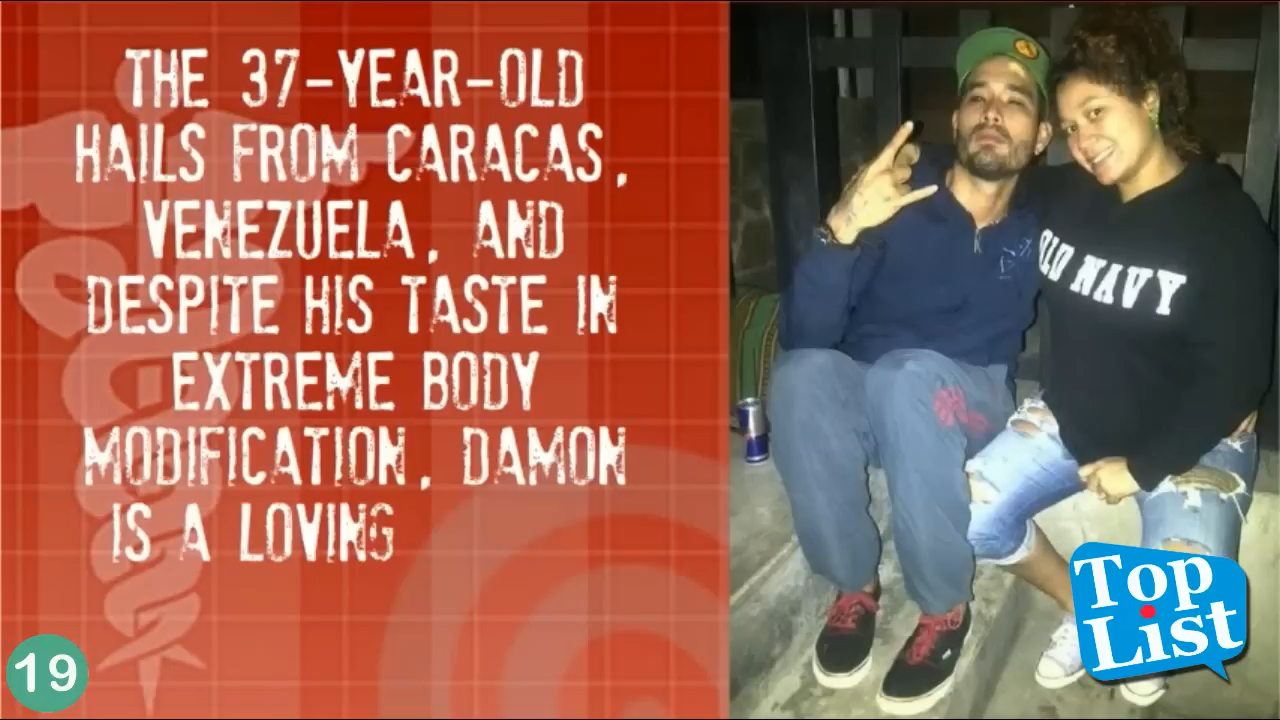 THE 37-YEAR-OLD
HAILS FROM CARACAS,
VENEZUELA, AND
DESPITE HIS TASTE IN
EXTREME BODY
MODIFICATION, DAMON
IS A LOVING
OLD NAVY
Top
List
19